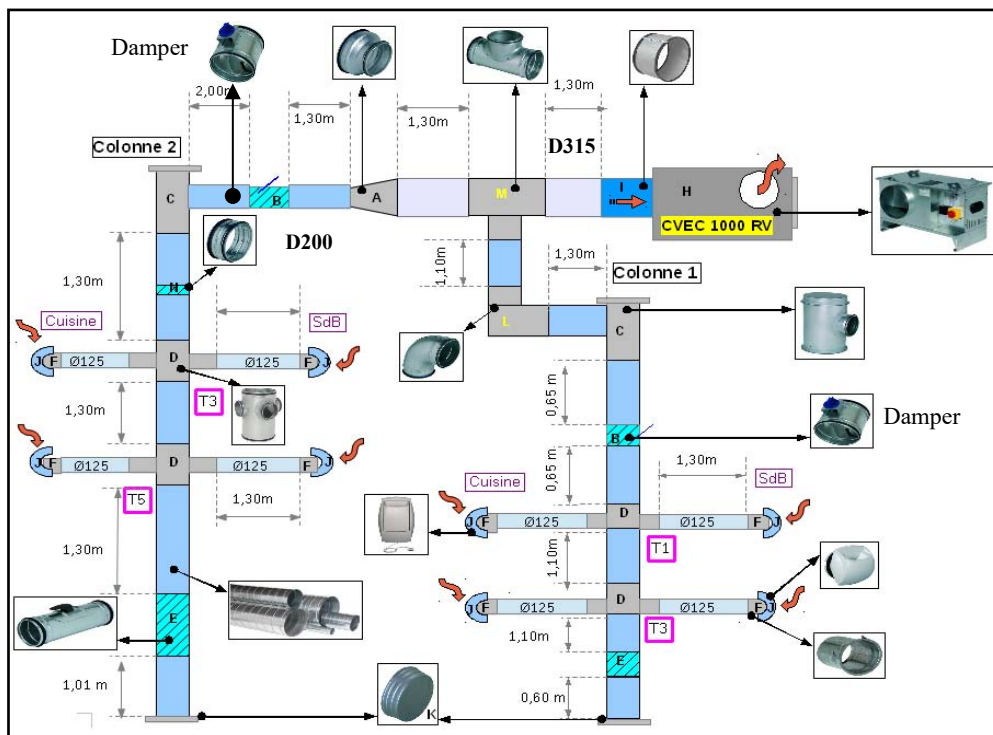 Damper
2,00m
1,30m
1,30m
1,30m
D315
Colonne 2
C
B
A
M
I
H
CVEC 1000 RV
D200
1,30m
1,10m
1,30m
Colonne 1
H
L
C
Cuisine
SdB
J
F
Ø125
D
Ø125
F
J
T3
0,65 m
1,30m
B
Damper
J
F
Ø125
D
Ø125
F
J
0,65 m
1,30m
Cuisine
SdB
T5
1,30m
J
F
Ø125
D
Ø125
F
J
T1
1,30m
1,10m
J
F
Ø125
D
Ø125
F
J
T3
1,10m
E
E
1,01 m
0,60 m
K